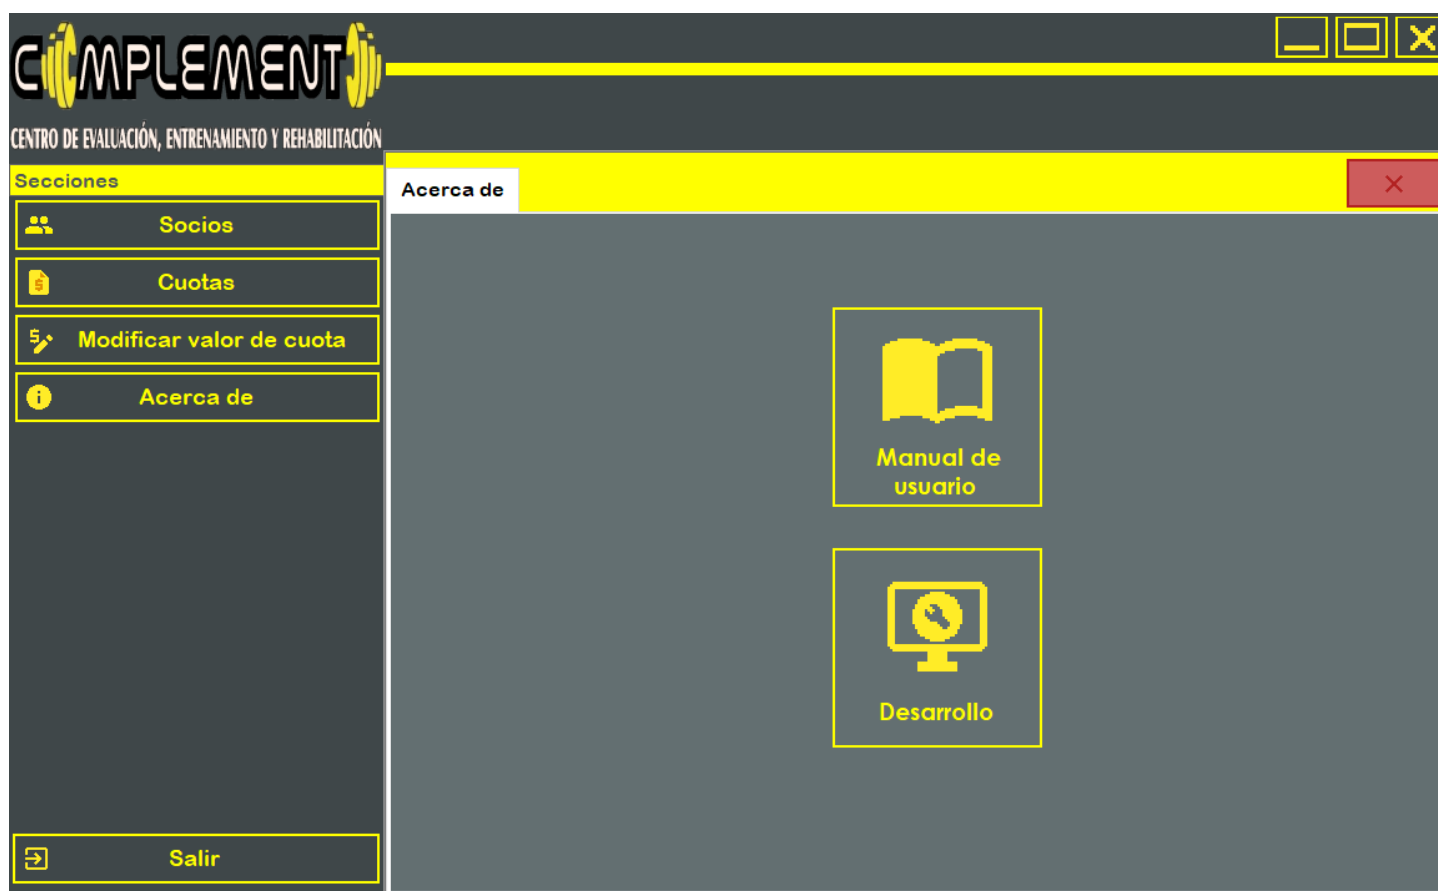 COMPLEMENTO
CENTRO DE EVALUACIÓN, ENTRENAMIENTO Y REHABILITACIÓN
Secciones
Socios
Cuotas
Modificar valor de cuota
Acerca de
Salir
Acerca de
Manual de
usuario
Desarrollo